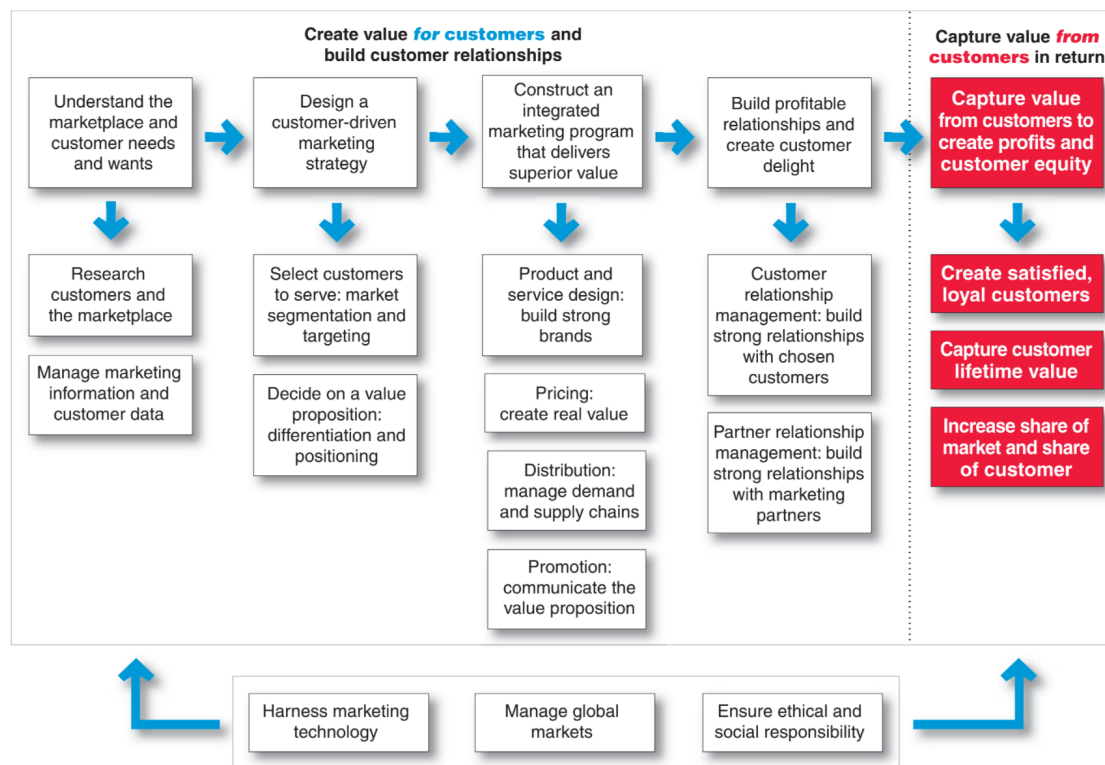 Create value for customers and
build customer relationships
Capture value from
customers in return
Understand the
marketplace and
customer needs
and wants
Design a
customer-driven
marketing
strategy
Construct an
integrated
marketing program
that delivers
superior value
Build profitable
relationships and
create customer
delight
Capture value
from customers to
create profits and
customer equity
Research
customers and
the marketplace
Manage marketing
information and
customer data
Select customers
to serve: market
segmentation and
targeting
Decide on a value
proposition:
differentiation and
positioning
Product and
service design:
build strong
brands
Pricing:
create real value
Distribution:
manage demand
and supply chains
Promotion:
communicate the
value proposition
Customer
relationship
management: build
strong relationships
with chosen
customers
Partner relationship
management: build
strong relationships
with marketing
partners
Create satisfied,
loyal customers
Capture customer
lifetime value
Increase share of
market and share
of customer
Harness marketing
technology
Manage global
markets
Ensure ethical and
social responsibility